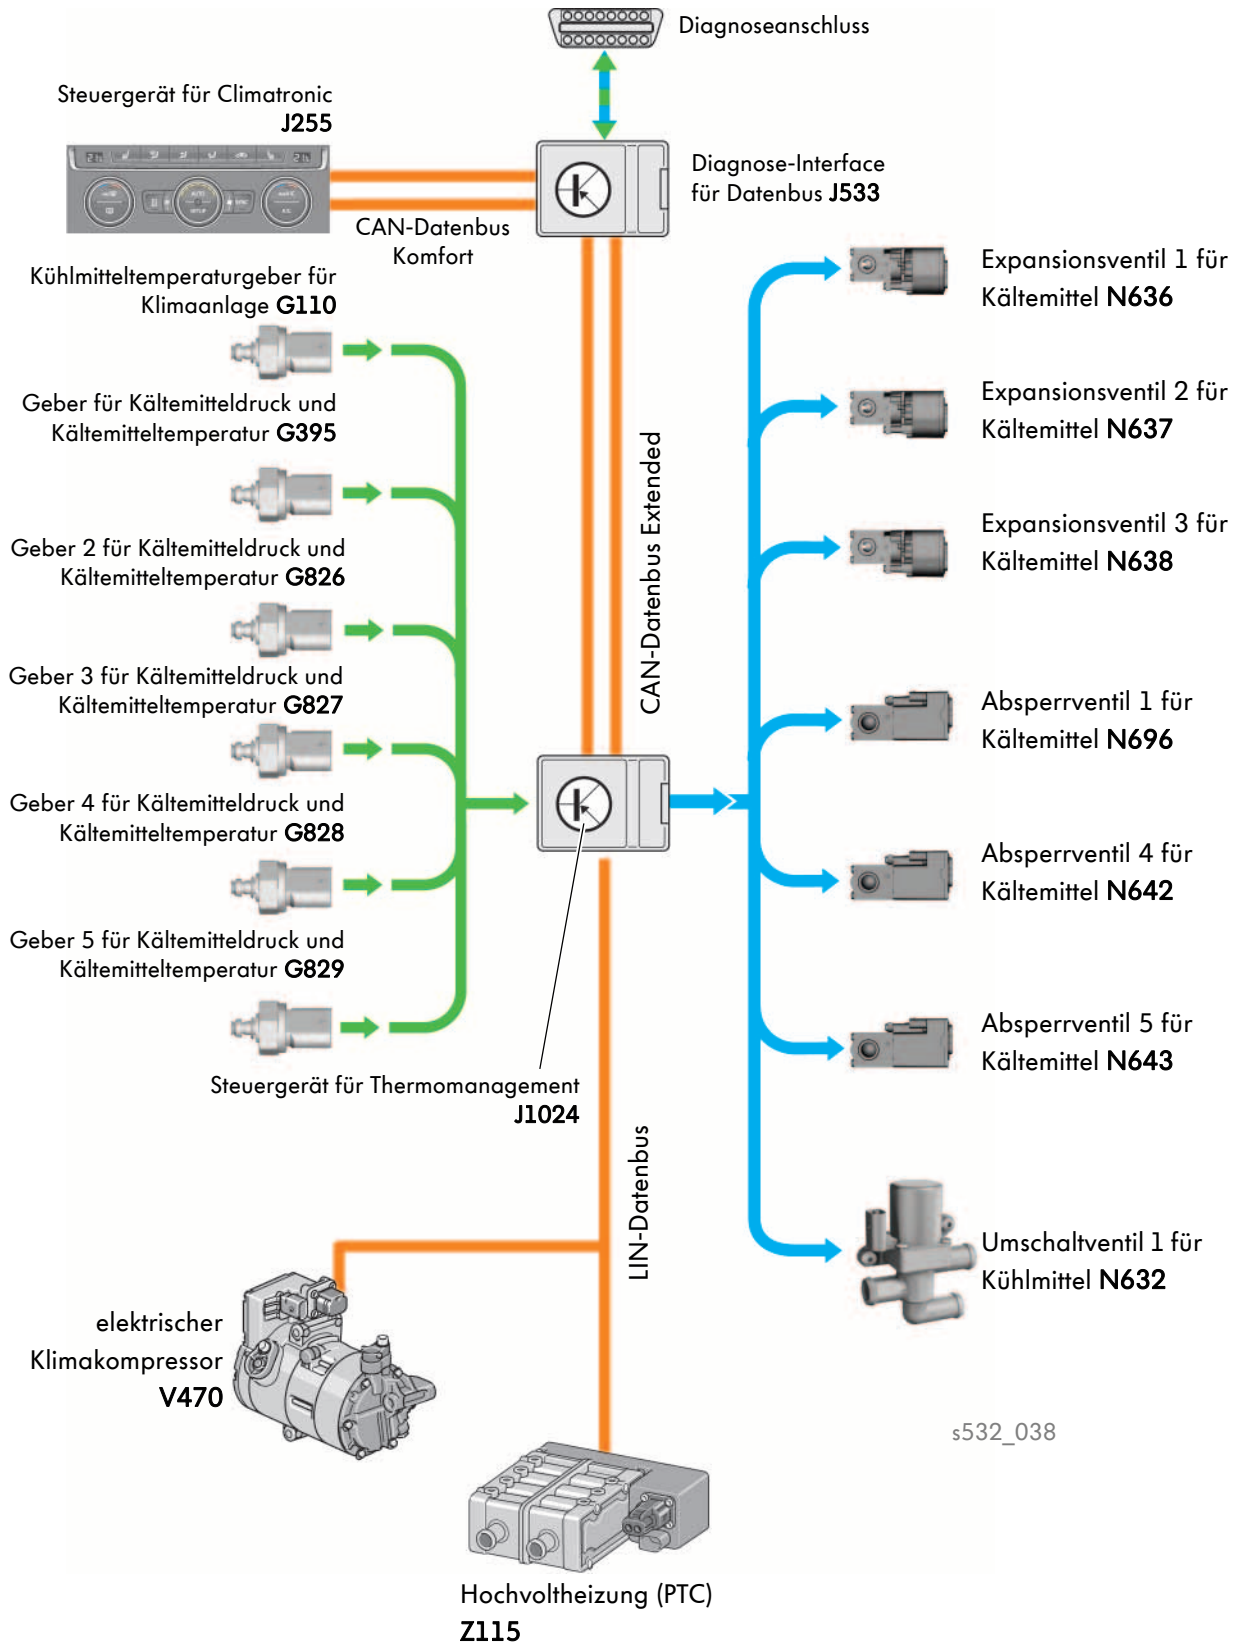 Diagnoseanschluss
Steuergerät für Climatronic
J255
Diagnose-Interface
für Datenbus J533
CAN-Datenbus
Komfort
Kühlmitteltemperaturgeber für
Klimaanlage G110
Geber für Kältemitteldruck und
Kältemitteltemperatur G395
Geber 2 für Kältemitteldruck und
Kältemitteltemperatur G826
Geber 3 für Kältemitteldruck und
Kältemitteltemperatur G827
Geber 4 für Kältemitteldruck und
Kältemitteltemperatur G828
Geber 5 für Kältemitteldruck und
Kältemitteltemperatur G829
CAN-Datenbus Extended
Expansionsventil 1 für
Kältemittel N636
Expansionsventil 2 für
Kältemittel N637
Expansionsventil 3 für
Kältemittel N638
Absperrventil 1 für
Kältemittel N696
Absperrventil 4 für
Kältemittel N642
Absperrventil 5 für
Kältemittel N643
Umschaltventil 1 für
Kühlmittel N632
Steuergerät für Thermomanagement
J1024
LIN-Datenbus
elektrischer
Klimakompressor
V470
Hochvoltheizung (PTC)
Z115
s532_038
AUTO
SETUP
SYNC
A/C